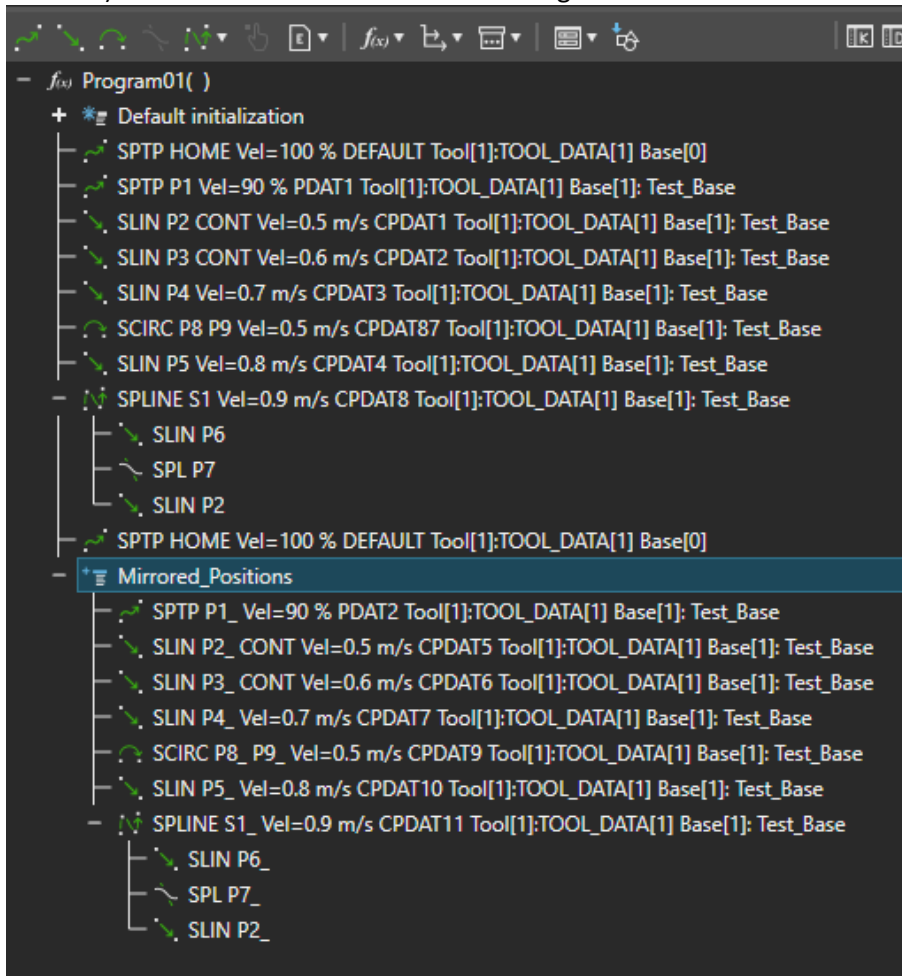 f(x)
E
K
Program01( )
Default initialization
SPTP HOME Vel=100 % DEFAULT Tool[1]:TOOL_DATA[1] Base[0]
SPTP P1 Vel=90 % PDAT1 Tool[1]:TOOL_DATA[1] Base[1]: Test_Base
SLIN P2 CONT Vel=0.5 m/s CPDAT1 Tool[1]:TOOL_DATA[1] Base[1]: Test_Base
SLIN P3 CONT Vel=0.6 m/s CPDAT2 Tool[1]:TOOL_DATA[1] Base[1]: Test_Base
SLIN P4 Vel=0.7 m/s CPDAT3 Tool[1]:TOOL_DATA[1] Base[1]: Test_Base
SCIRC P8 P9 Vel=0.5 m/s CPDAT87 Tool[1]:TOOL_DATA[1] Base[1]: Test_Base
SLIN P5 Vel=0.8 m/s CPDAT4 Tool[1]:TOOL_DATA[1] Base[1]: Test_Base
SPLINE S1 Vel=0.9 m/s CPDAT8 Tool[1]:TOOL_DATA[1] Base[1]: Test_Base
SLIN P6
SPL P7
SLIN P2
SPTP HOME Vel=100 % DEFAULT Tool[1]:TOOL_DATA[1] Base[0]
Mirrored_Positions
SPTP P1_ Vel=90 % PDAT2 Tool[1]:TOOL_DATA[1] Base[1]: Test_Base
SLIN P2_ CONT Vel=0.5 m/s CPDAT5 Tool[1]:TOOL_DATA[1] Base[1]: Test_Base
SLIN P3_ CONT Vel=0.6 m/s CPDAT6 Tool[1]:TOOL_DATA[1] Base[1]: Test_Base
SLIN P4_ Vel=0.7 m/s CPDAT7 Tool[1]:TOOL_DATA[1] Base[1]: Test_Base
SCIRC P8_ P9_ Vel=0.5 m/s CPDAT9 Tool[1]:TOOL_DATA[1] Base[1]: Test_Base
SLIN P5_ Vel=0.8 m/s CPDAT10 Tool[1]:TOOL_DATA[1] Base[1]: Test_Base
SPLINE S1_ Vel=0.9 m/s CPDAT11 Tool[1]:TOOL_DATA[1] Base[1]: Test_Base
SLIN P6_
SPL P7_
SLIN P2_